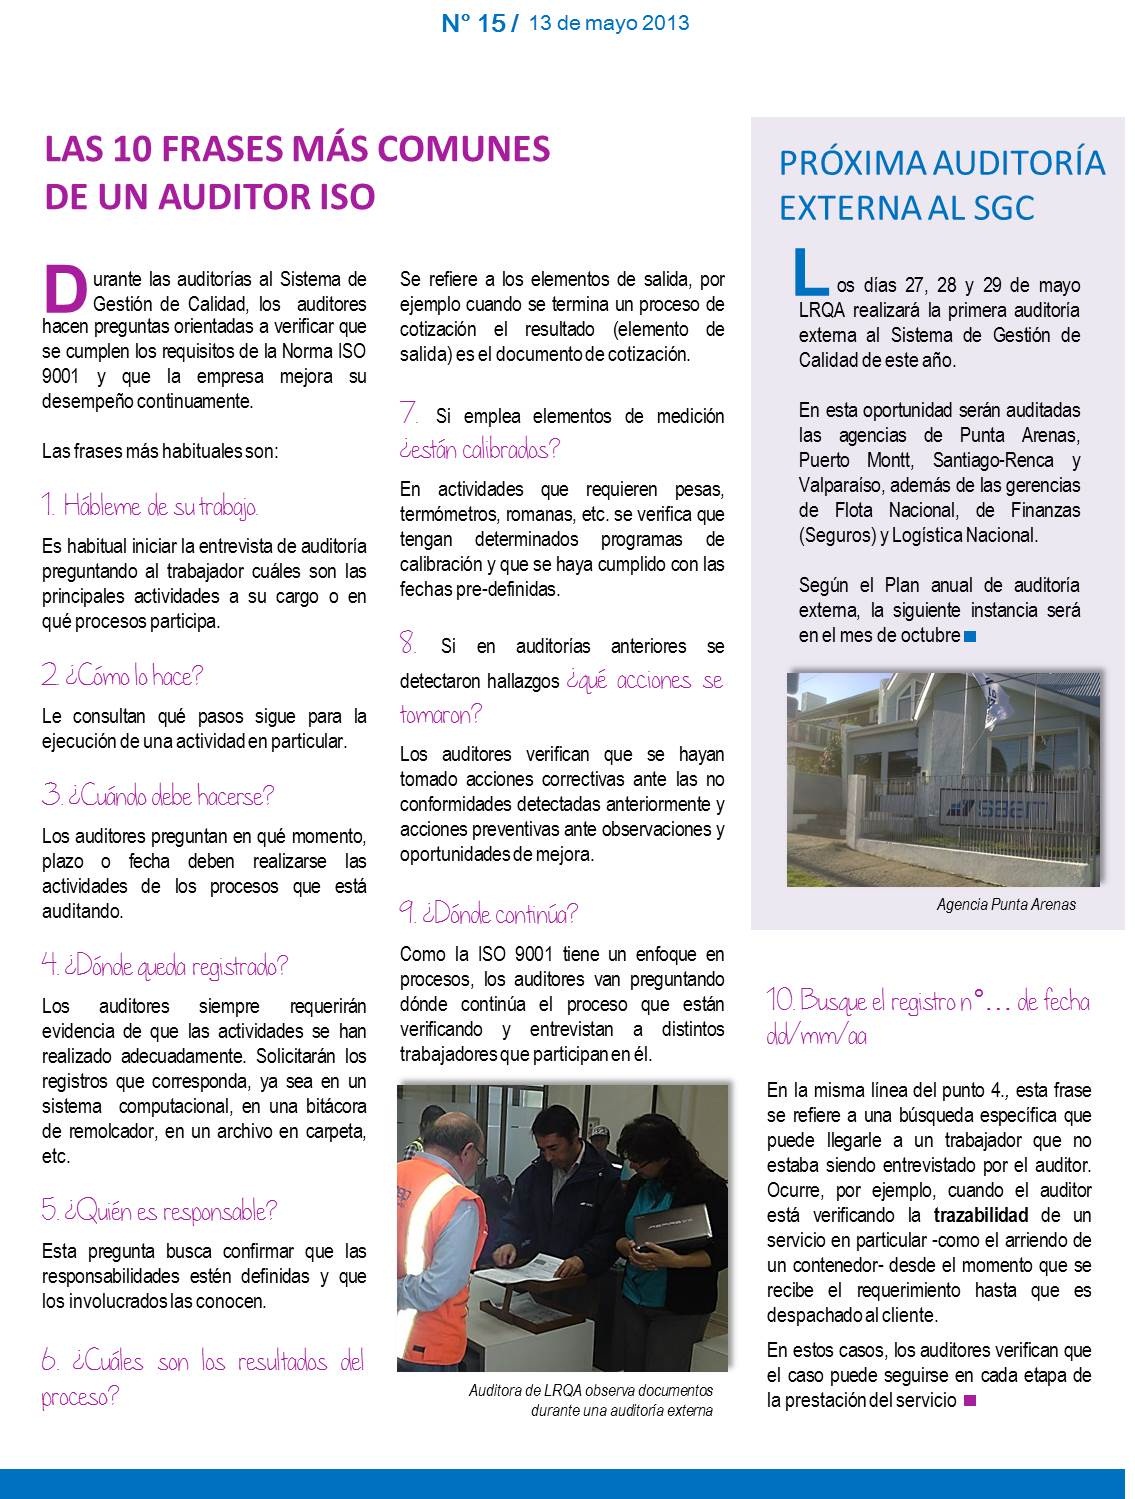 N° 15 / 13 de mayo 2013
LAS 10 FRASES MÁS COMUNES
DE UN AUDITOR ISO
Durante las auditorías al Sistema de
Gestión de Calidad, los auditores
hacen preguntas orientadas a verificar que
se cumplen los requisitos de la Norma ISO
9001 y que la empresa mejora su
desempeño continuamente.
Las frases más habituales son:
1. Hábleme de su trabajo.
Es habitual iniciar la entrevista de auditoría
preguntando al trabajador cuáles son las
principales actividades a su cargo o en
qué procesos participa.
2. ¿Cómo lo hace?
Le consultan qué pasos sigue para la
ejecución de una actividad en particular.
3. ¿Cuándo debe hacerse?
Los auditores preguntan en qué momento,
plazo o fecha deben realizarse las
actividades de los procesos que está
auditando.
4. ¿Dónde queda registrado?
Los auditores siempre requerirán
evidencia de que las actividades se han
realizado adecuadamente. Solicitarán los
registros que corresponda, ya sea en un
sistema computacional, en una bitácora
de remolcador, en un archivo en carpeta,
etc.
5. ¿Quién es responsable?
Esta pregunta busca confirmar que las
responsabilidades estén definidas y que
los involucrados las conocen.
6. ¿Cuáles son los resultados del
proceso?
Se refiere a los elementos de salida, por
ejemplo cuando se termina un proceso de
cotización el resultado (elemento de
salida) es el documento de cotización.
7. Si emplea elementos de medición
¿están calibrados?
En actividades que requieren pesas,
termómetros, romanas, etc. se verifica que
tengan determinados programas de
calibración y que se haya cumplido con las
fechas pre-definidas.
8. Si en auditorías anteriores se
detectaron hallazgos ¿qué acciones se
tomaron?
Los auditores verifican que se hayan
tomado acciones correctivas ante las no
conformidades detectadas anteriormente y
acciones preventivas ante observaciones y
oportunidades de mejora.
9. ¿Dónde continúa?
Como la ISO 9001 tiene un enfoque en
procesos, los auditores van preguntando
dónde continúa el proceso que están
verificando y entrevistan a distintos
trabajadores que participan en él.
Auditora de LRQA observa documentos
durante una auditoría externa
PRÓXIMA AUDITORÍA
EXTERNA AL SGC
Los días 27, 28 y 29 de mayo
LRQA realizará la primera auditoría
externa al Sistema de Gestión de
Calidad de este año.
En esta oportunidad serán auditadas
las agencias de Punta Arenas,
Puerto Montt, Santiago-Renca y
Valparaíso, además de las gerencias
de Flota Nacional, de Finanzas
(Seguros) y Logística Nacional.
Según el Plan anual de auditoría
externa, la siguiente instancia será
en el mes de octubre
saam
Agencia Punta Arenas
10. Busque el registro n°... de fecha
dd/mm/aa
En la misma línea del punto 4., esta frase
se refiere a una búsqueda específica que
puede llegarle a un trabajador que no
estaba siendo entrevistado por el auditor.
Ocurre, por ejemplo, cuando el auditor
está verificando la trazabilidad de un
servicio en particular -como el arriendo de
un contenedor- desde el momento que se
recibe el requerimiento hasta que es
despachado al cliente.
En estos casos, los auditores verifican que
el caso puede seguirse en cada etapa de
la prestación del servicio